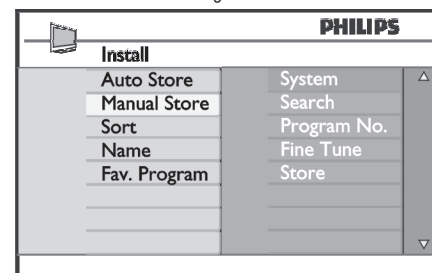 PHILIPS
Install
Auto Store
Manual Store
Sort
Name
Fav. Program
System
Search
Program No.
Fine Tune
Store